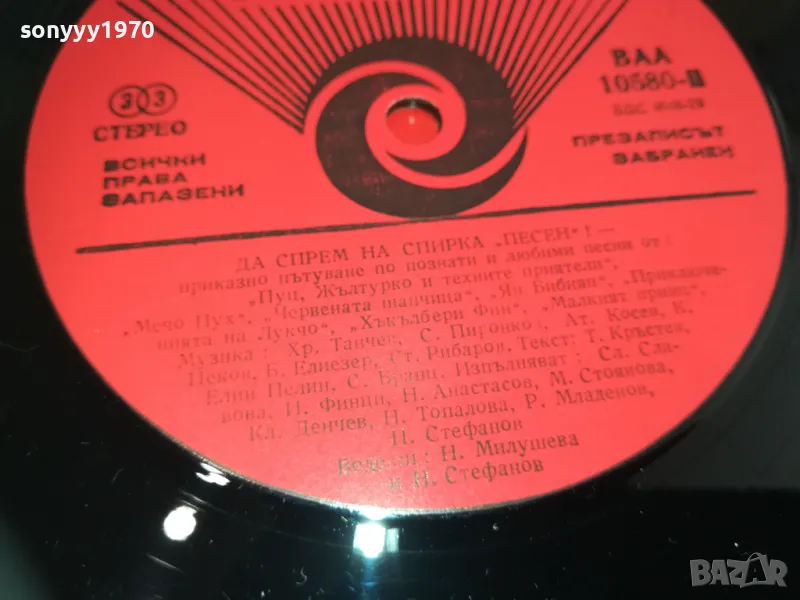 sonyyy1970
33
СТЕРЕО
ВСИЧКИ
ПРАВА
ЗАПАЗЕНИ
ВАА
10580-II
ПРЕЗАПИСЪТ
ЗАБРАНЕН
ДА СПРЕМ НА СПИРКА „ПЕСЕН“! —
приказно пътуване по познати и любими песни от:
„Пуц, Жълтурко и техните приятели“,
„Мечо Пух“, „Червената шапчица“, „Ян Бибиян“, „Приключе-
нията на Лукчо“, „Хъкълбери Фин“, „Малкият принц“.
Музика: Хр. Танчев, С. Пиронков, Ат. Косев, К.
Цеков, Б. Елиезер, Ст. Рибаров. Текст: Т. Кръстев,
Елин Пелин, С. Бранц. Изпълняват: Сл. Сла-
вова, И. Финци, Н. Анастасов, М. Стоянова,
Кл. Денчев, Н. Топалова, Р. Младенов,
Н. Стефанов
Водещи: Н. Милушева
и Н. Стефанов
BAZAR
.bg